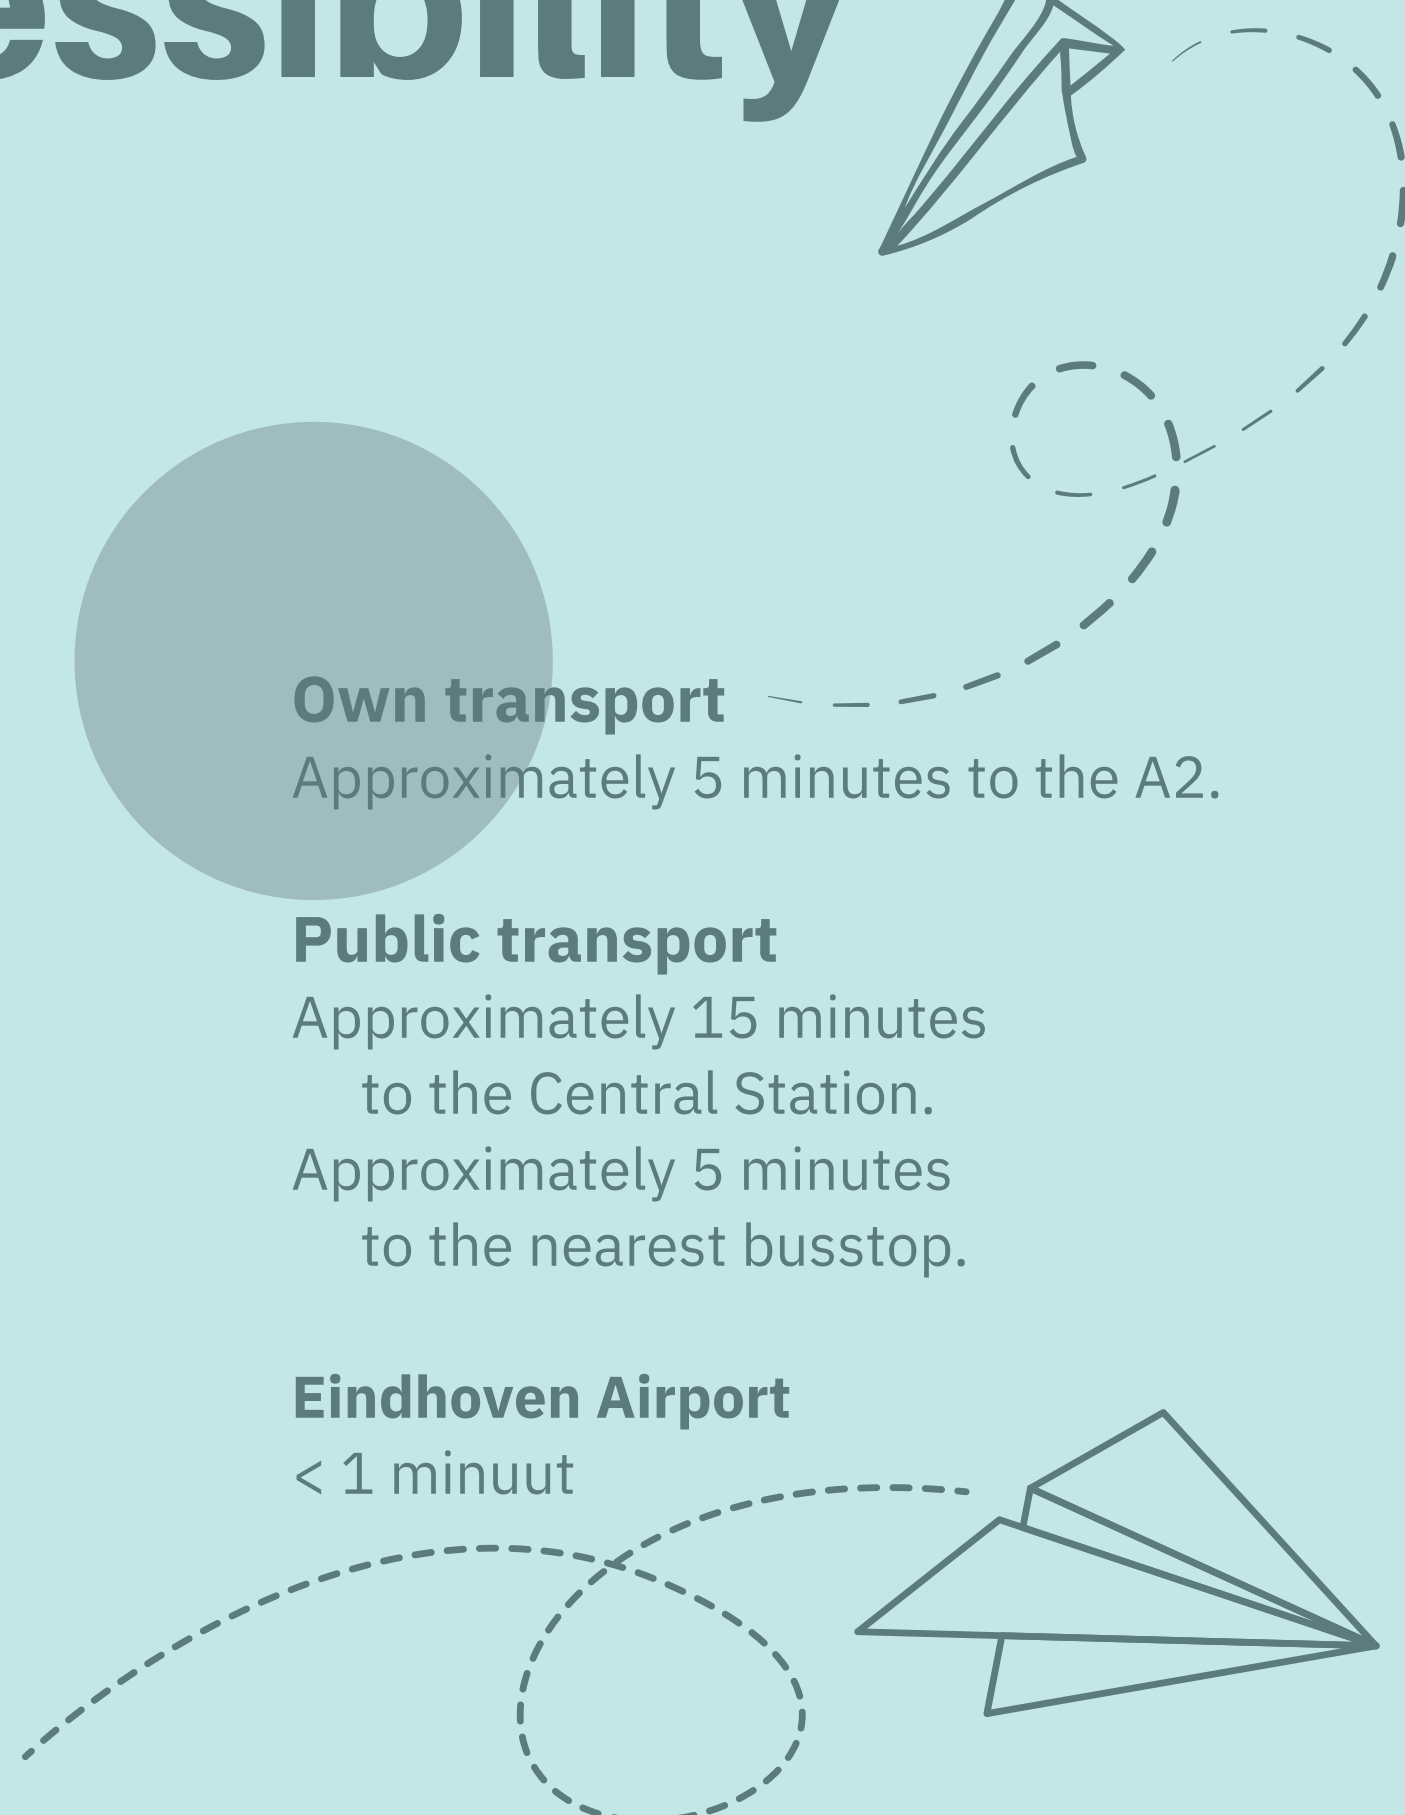 essibility
Own transport
Approximately 5 minutes to the A2.
Public transport
Approximately 15 minutes
to the Central Station.
Approximately 5 minutes
to the nearest busstop.
Eindhoven Airport
< 1 minuut